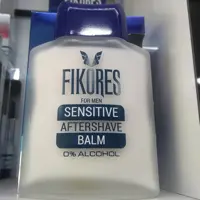 FIKORES
FOR MEN
SENSITIVE
AFTERSHAVE
BALM
0% ALCOHOL